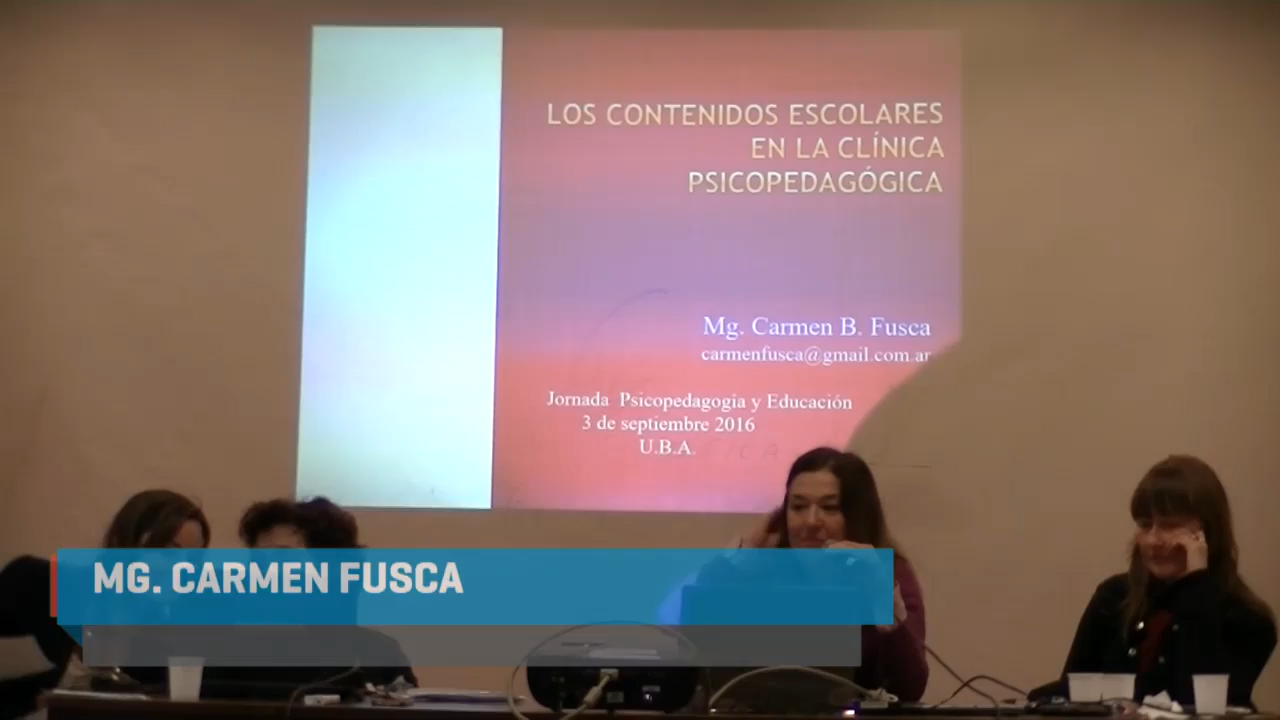 LOS CONTENIDOS ESCOLARES
EN LA CLÍNICA
PSICOPEDAGÓGICA
Mg. Carmen B. Fusca
carmenfusca@gmail.com.ar
Jornada Psicopedagogia y Educación
3 de septiembre 2016
U.B.A.
MG. CARMEN FUSCA